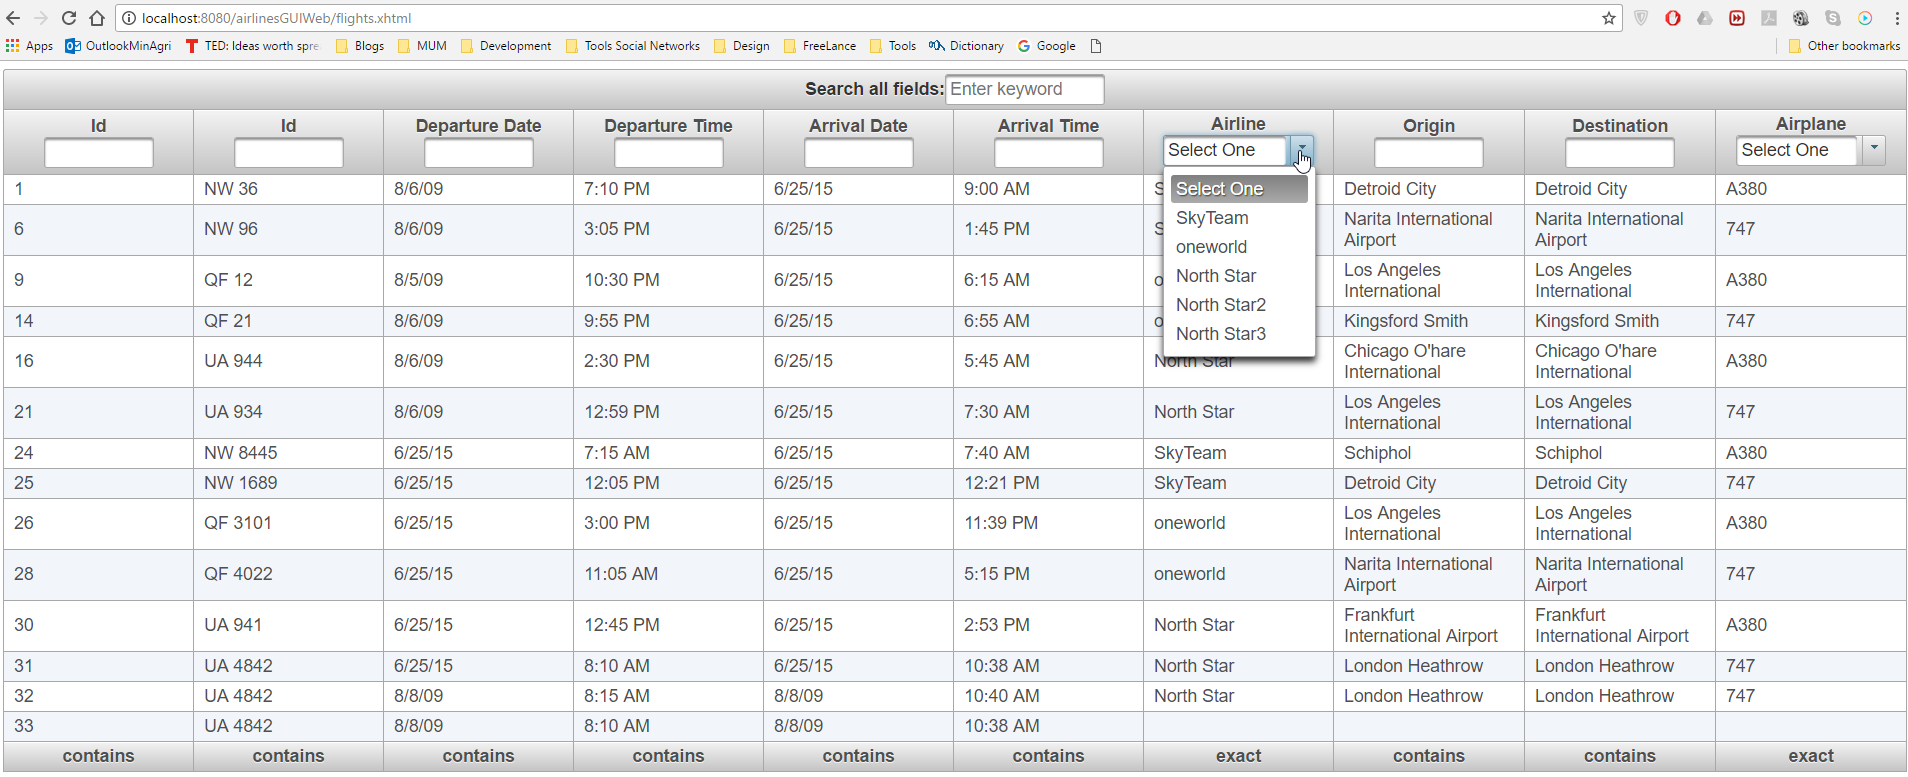 localhost:8080/airlinesGUIWeb/flights.xhtml
Apps OutlookMinAgri TED: Ideas worth spre Blogs MUM Development Tools Social Networks Design FreeLance Tools Dictionary Google Other bookmarks
Search all fields: Enter keyword
Id Id Departure Date Departure Time Arrival Date Arrival Time Airline Origin Destination Airplane
Select One Select One
1 NW 36 8/6/09 7:10 PM 6/25/15 9:00 AM S Detroid City Detroid City A380
Select One
SkyTeam
oneworld
North Star
North Star2
North Star3
6 NW 96 8/6/09 3:05 PM 6/25/15 1:45 PM S Narita International Airport Narita International Airport 747
9 QF 12 8/5/09 10:30 PM 6/25/15 6:15 AM o Los Angeles International Los Angeles International A380
14 QF 21 8/6/09 9:55 PM 6/25/15 6:55 AM o Kingsford Smith Kingsford Smith 747
16 UA 944 8/6/09 2:30 PM 6/25/15 5:45 AM North Star Chicago O'hare International Chicago O'hare International A380
21 UA 934 8/6/09 12:59 PM 6/25/15 7:30 AM North Star Los Angeles International Los Angeles International 747
24 NW 8445 6/25/15 7:15 AM 6/25/15 7:40 AM SkyTeam Schiphol Schiphol A380
25 NW 1689 6/25/15 12:05 PM 6/25/15 12:21 PM SkyTeam Detroid City Detroid City 747
26 QF 3101 6/25/15 3:00 PM 6/25/15 11:39 PM oneworld Los Angeles International Los Angeles International A380
28 QF 4022 6/25/15 11:05 AM 6/25/15 5:15 PM oneworld Narita International Airport Narita International Airport 747
30 UA 941 6/25/15 12:45 PM 6/25/15 2:53 PM North Star Frankfurt International Airport Frankfurt International Airport A380
31 UA 4842 6/25/15 8:10 AM 6/25/15 10:38 AM North Star London Heathrow London Heathrow 747
32 UA 4842 8/8/09 8:15 AM 8/8/09 10:40 AM North Star London Heathrow London Heathrow 747
33 UA 4842 8/8/09 8:10 AM 8/8/09 10:38 AM
contains contains contains contains contains contains exact contains contains exact